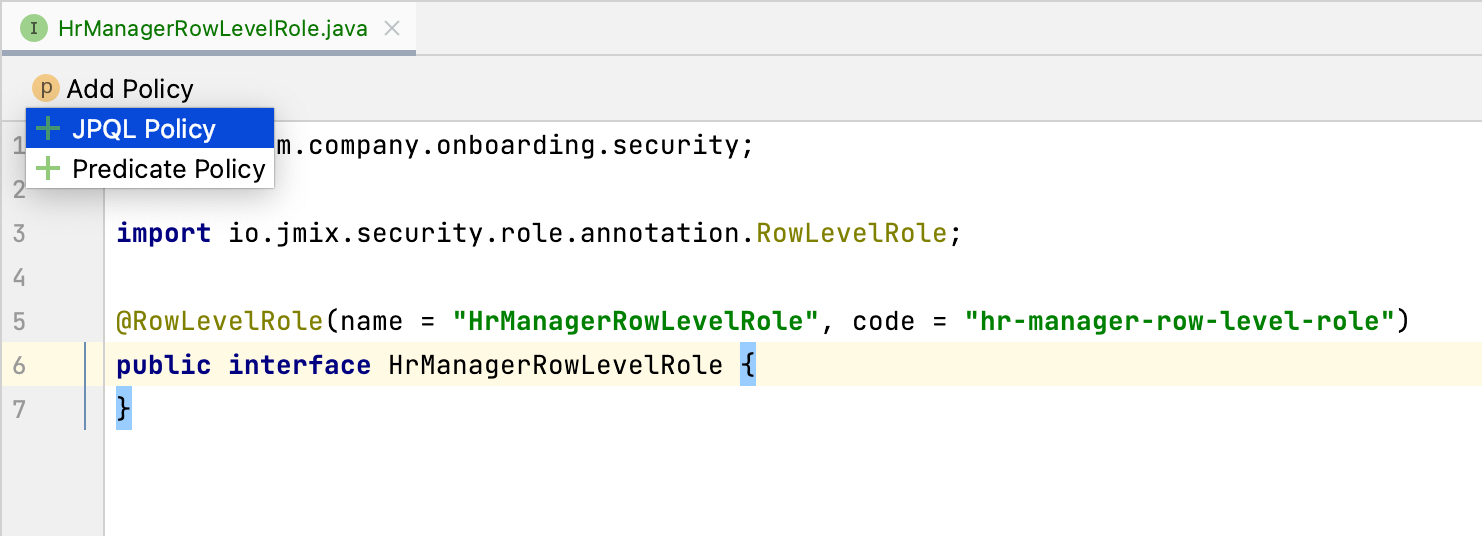 I HrManagerRowLevelRole.java
p Add Policy
JPQL Policy
Predicate Policy
1 m.company.onboarding.security;
2
3 import io.jmix.security.role.annotation.RowLevelRole;
4
5 @RowLevelRole(name = "HrManagerRowLevelRole", code = "hr-manager-row-level-role")
6 public interface HrManagerRowLevelRole {
7 }